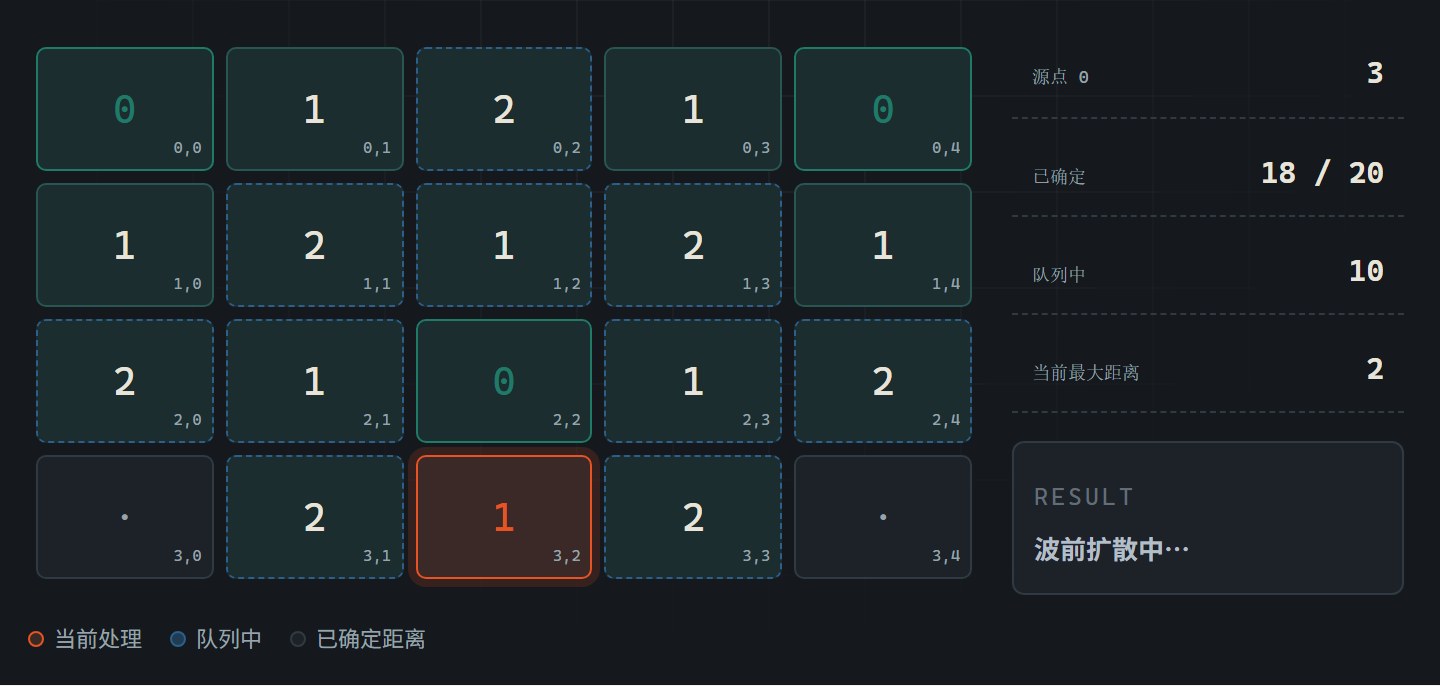 0 1 2 1 0
0,0 0,1 0,2 0,3 0,4
1 2 1 2 1
1,0 1,1 1,2 1,3 1,4
2 1 0 1 2
2,0 2,1 2,2 2,3 2,4
· 2 1 2 ·
3,0 3,1 3,2 3,3 3,4
当前处理 队列中 已确定距离
源点 0 3
已确定 18 / 20
队列中 10
当前最大距离 2
RESULT
波前扩散中…